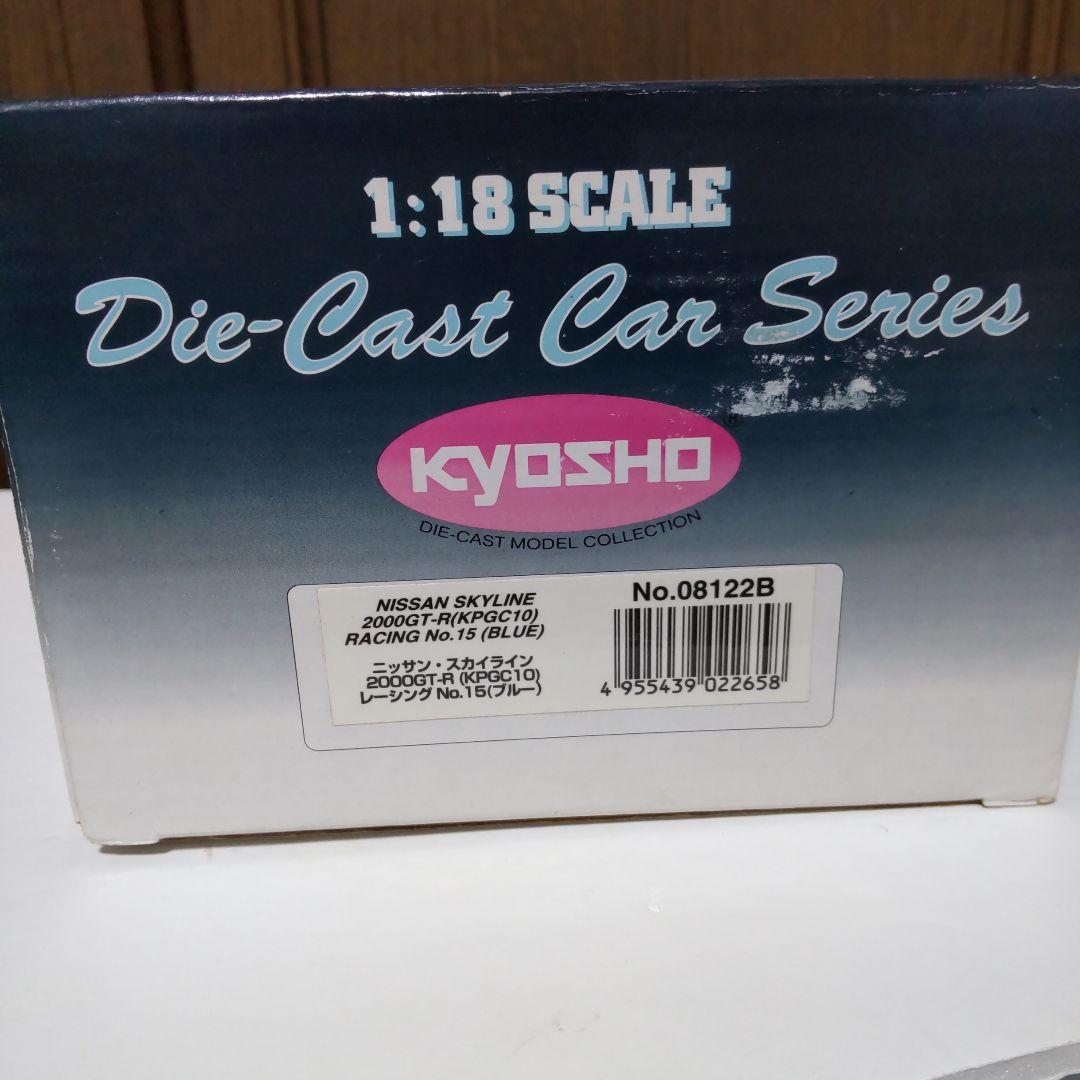 1:18 SCALE
Die-Cast Car Series
KYOSHO ®
DIE-CAST MODEL COLLECTION
NISSAN SKYLINE
2000GT-R(KPGC10)
RACING No.15 (BLUE)
ニッサン・スカイライン
2000GT-R (KPGC10)
レーシング No.15(ブルー)
No.08122B
4 955439 022658